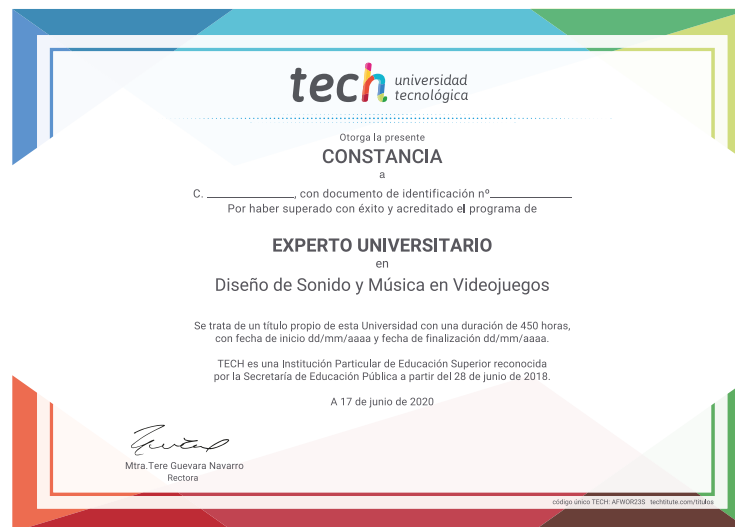 tech universidad
tecnológica
Otorga la presente
CONSTANCIA
a
C. ______________, con documento de identificación nº_____________
Por haber superado con éxito y acreditado el programa de
EXPERTO UNIVERSITARIO
en
Diseño de Sonido y Música en Videojuegos
Se trata de un título propio de esta Universidad con una duración de 450 horas,
con fecha de inicio dd/mm/aaaa y fecha de finalización dd/mm/aaaa.
TECH es una Institución Particular de Educación Superior reconocida
por la Secretaría de Educación Pública a partir del 28 de junio de 2018.
A 17 de junio de 2020
Mtra.Tere Guevara Navarro
Rectora
código único TECH: AFWOR23S techtitute.com/titulos